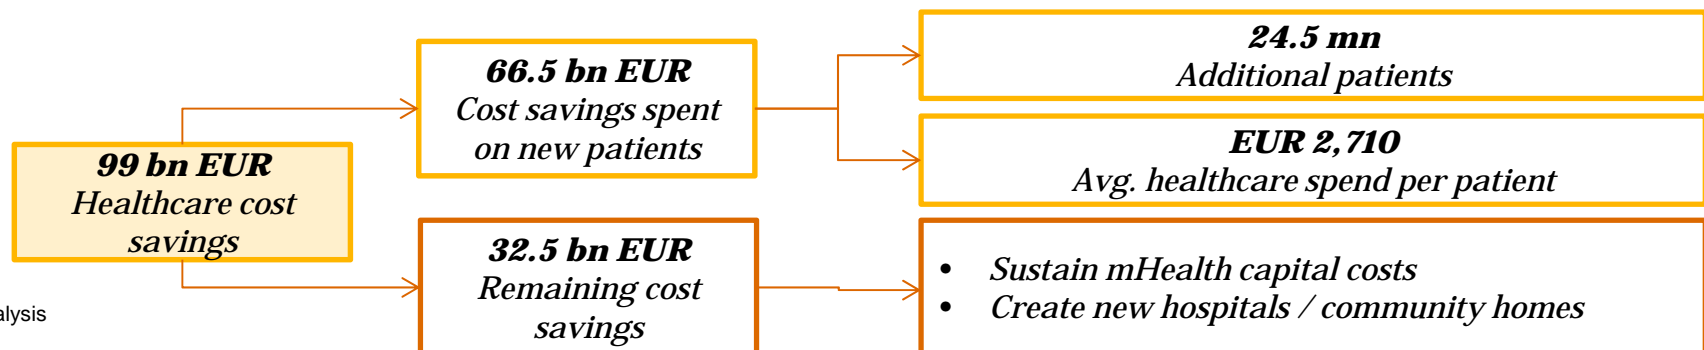 99 bn EUR
Healthcare cost
savings
66.5 bn EUR
Cost savings spent
on new patients
24.5 mn
Additional patients
EUR 2,710
Avg. healthcare spend per patient
32.5 bn EUR
Remaining cost
savings
• Sustain mHealth capital costs
• Create new hospitals / community homes
alysis